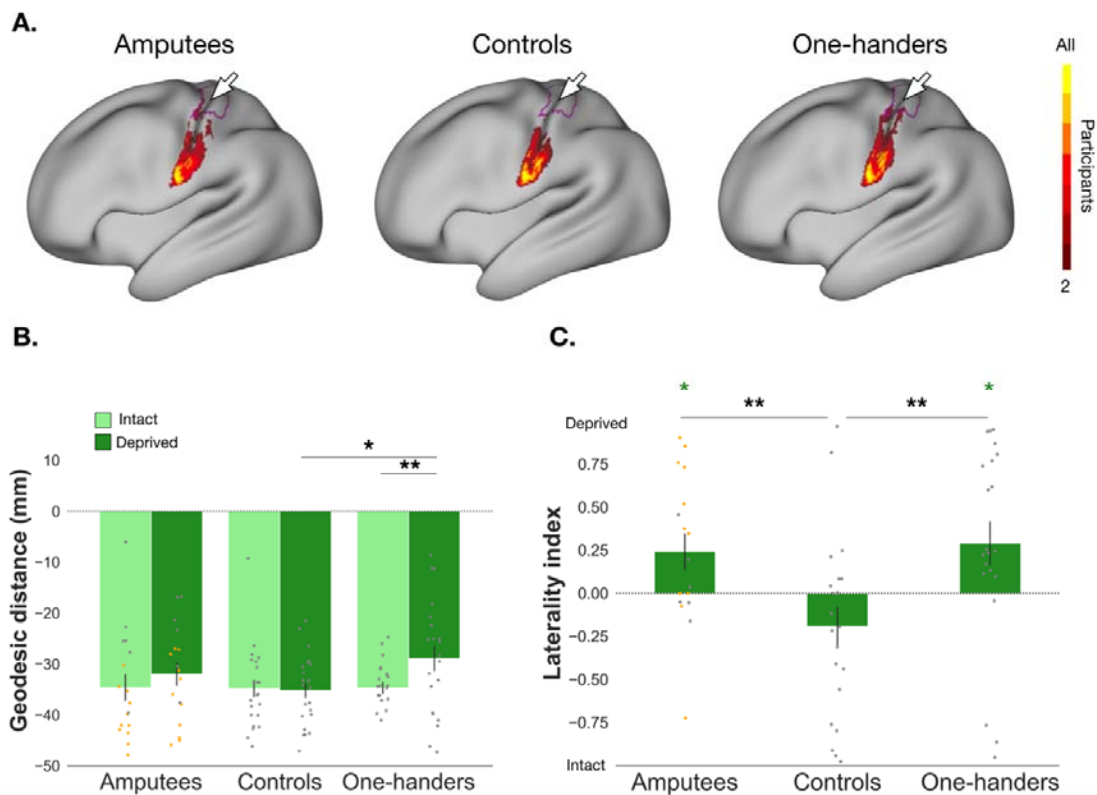 A.
Amputees
Controls
One-handers
All
Participants
2
B.
C.
Intact
Deprived
*
**
Geodesic distance (mm)
10
0
−10
−20
−30
−40
−50
Amputees
Controls
One-handers
*
*
**
**
Deprived
Laterality index
0.75
0.50
0.25
0.00
−0.25
−0.50
−0.75
Intact
Amputees
Controls
One-handers